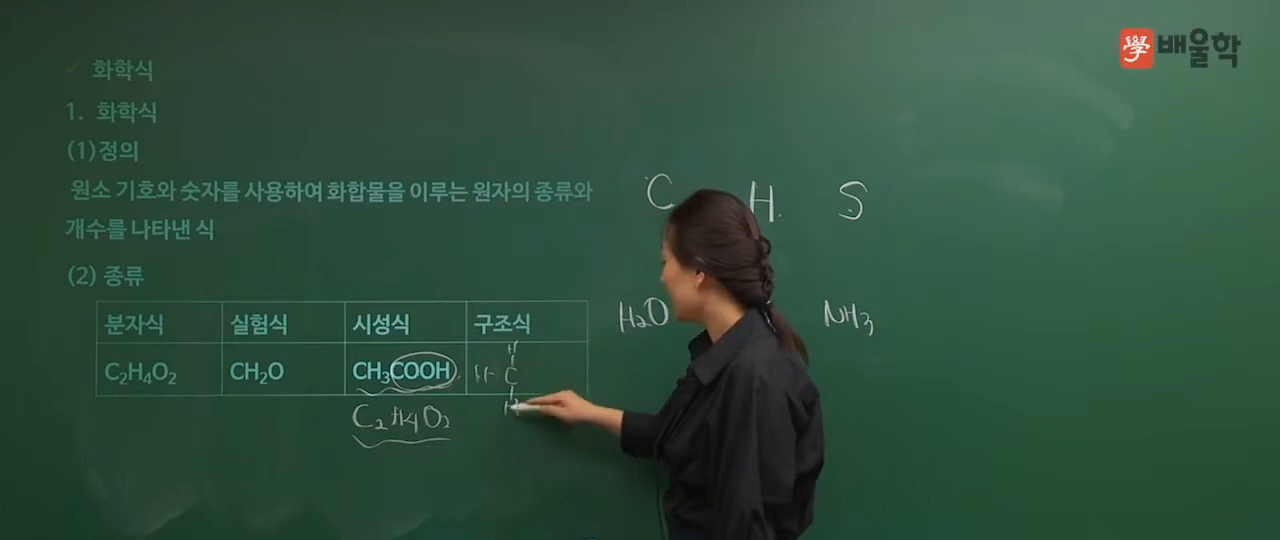 學 배울학
화학식
1. 화학식
(1)정의
원소 기호와 숫자를 사용하여 화합물을 이루는 원자의 종류와
개수를 나타낸 식
(2) 종류
분자식 실험식 시성식 구조식
C₂H₄O₂ CH₂O CH₃COOH
H
H- C
H
C₂H₄O₂
C H S
H₂O NH₃